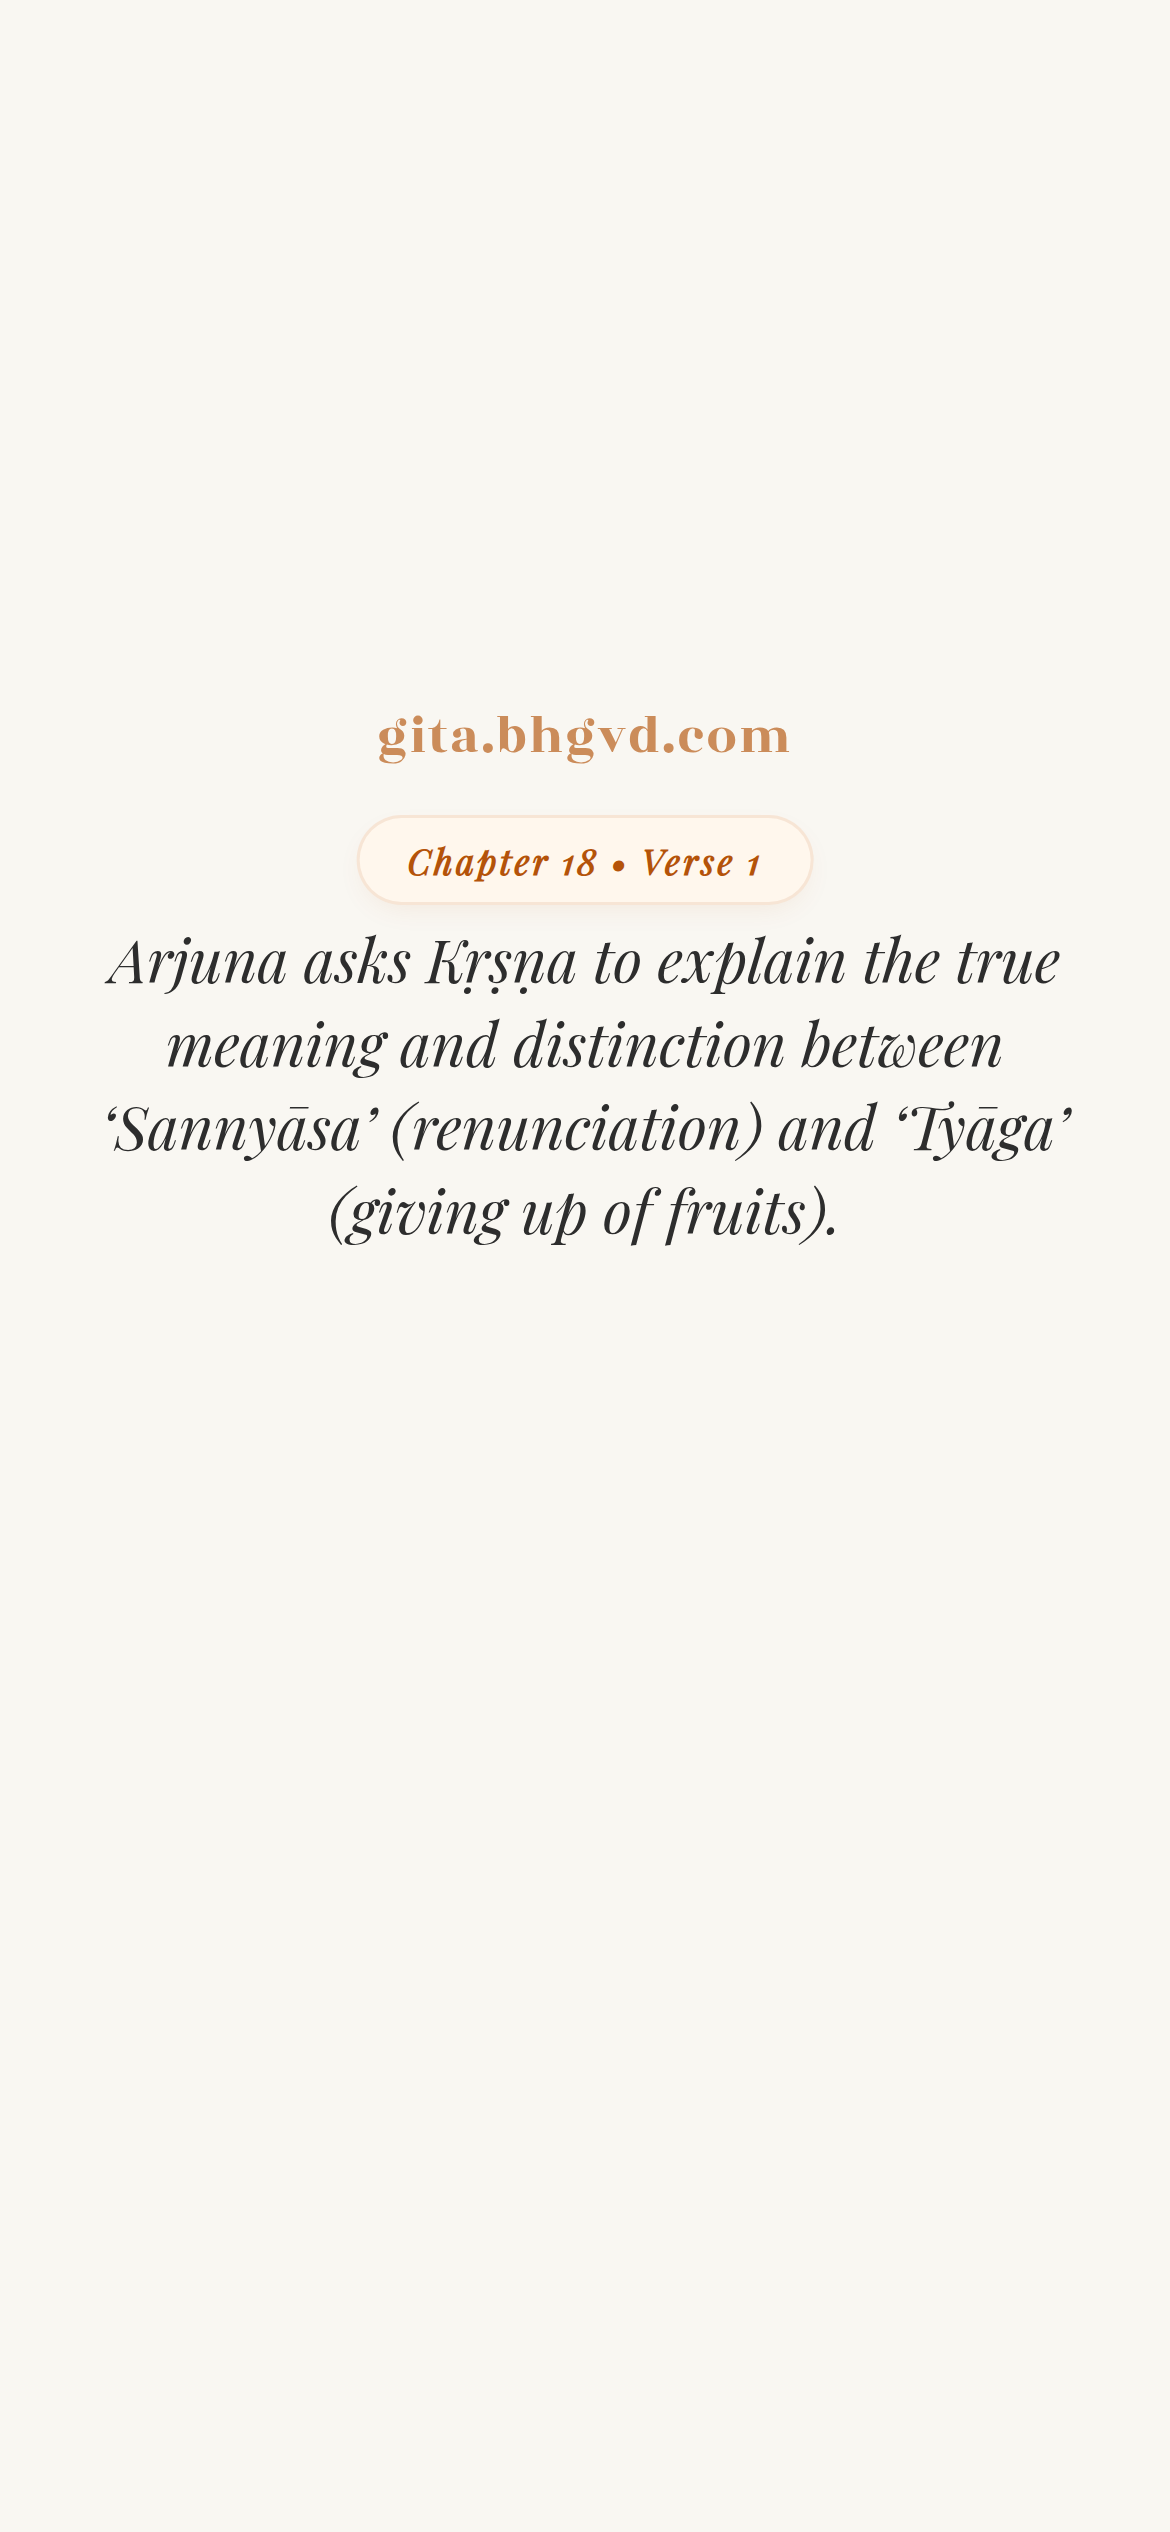 gita.bhgvd.com
Chapter 18 • Verse 1
Arjuna asks Kṛṣṇa to explain the true
meaning and distinction between
‘Sannyāsa’ (renunciation) and ‘Tyāga’
(giving up of fruits).